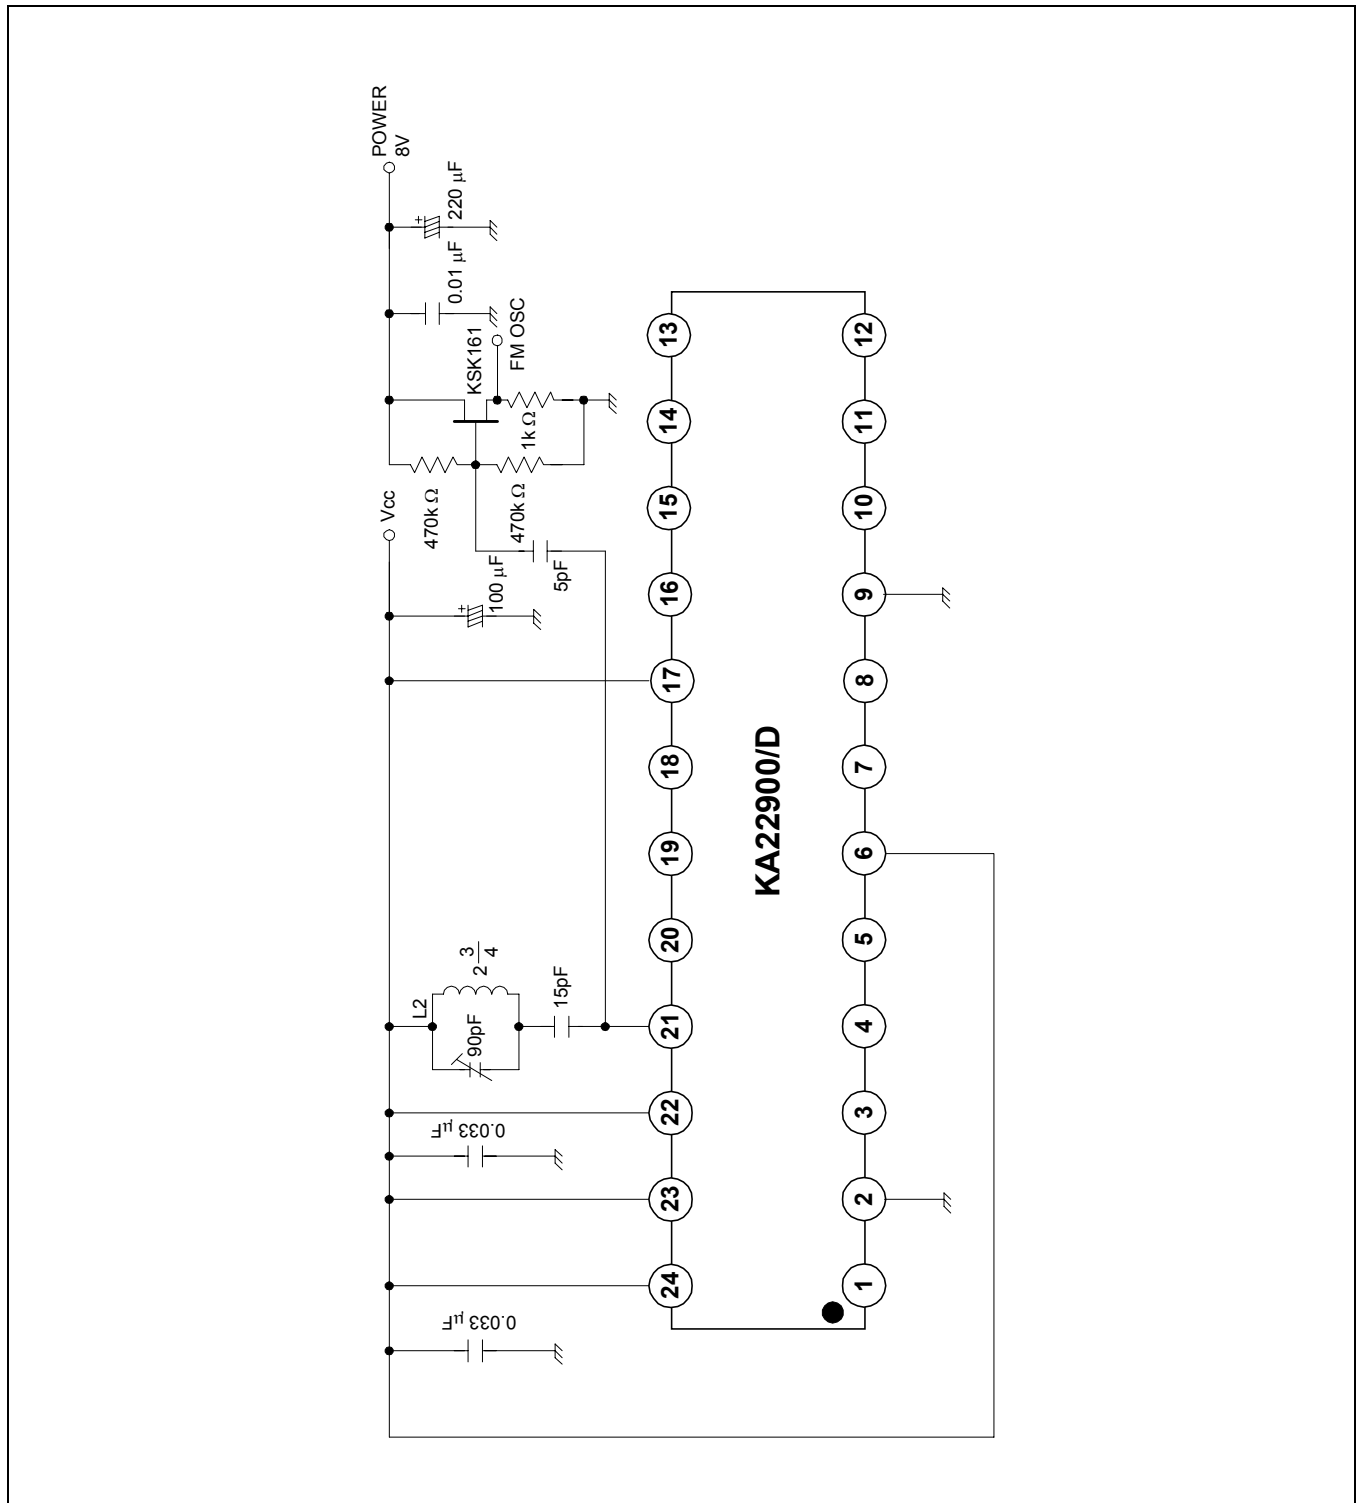 POWER
8V
220 µF
0.01 µF
FM OSC
KSK161
1k Ω
470k Ω
470k Ω
Vcc
5pF
100 µF
L2
2 3/4
90pF
15pF
0.033 µF
0.033 µF
KA22900/D
13
14
15
16
17
18
19
20
21
22
23
24
12
11
10
9
8
7
6
5
4
3
2
1
+
+